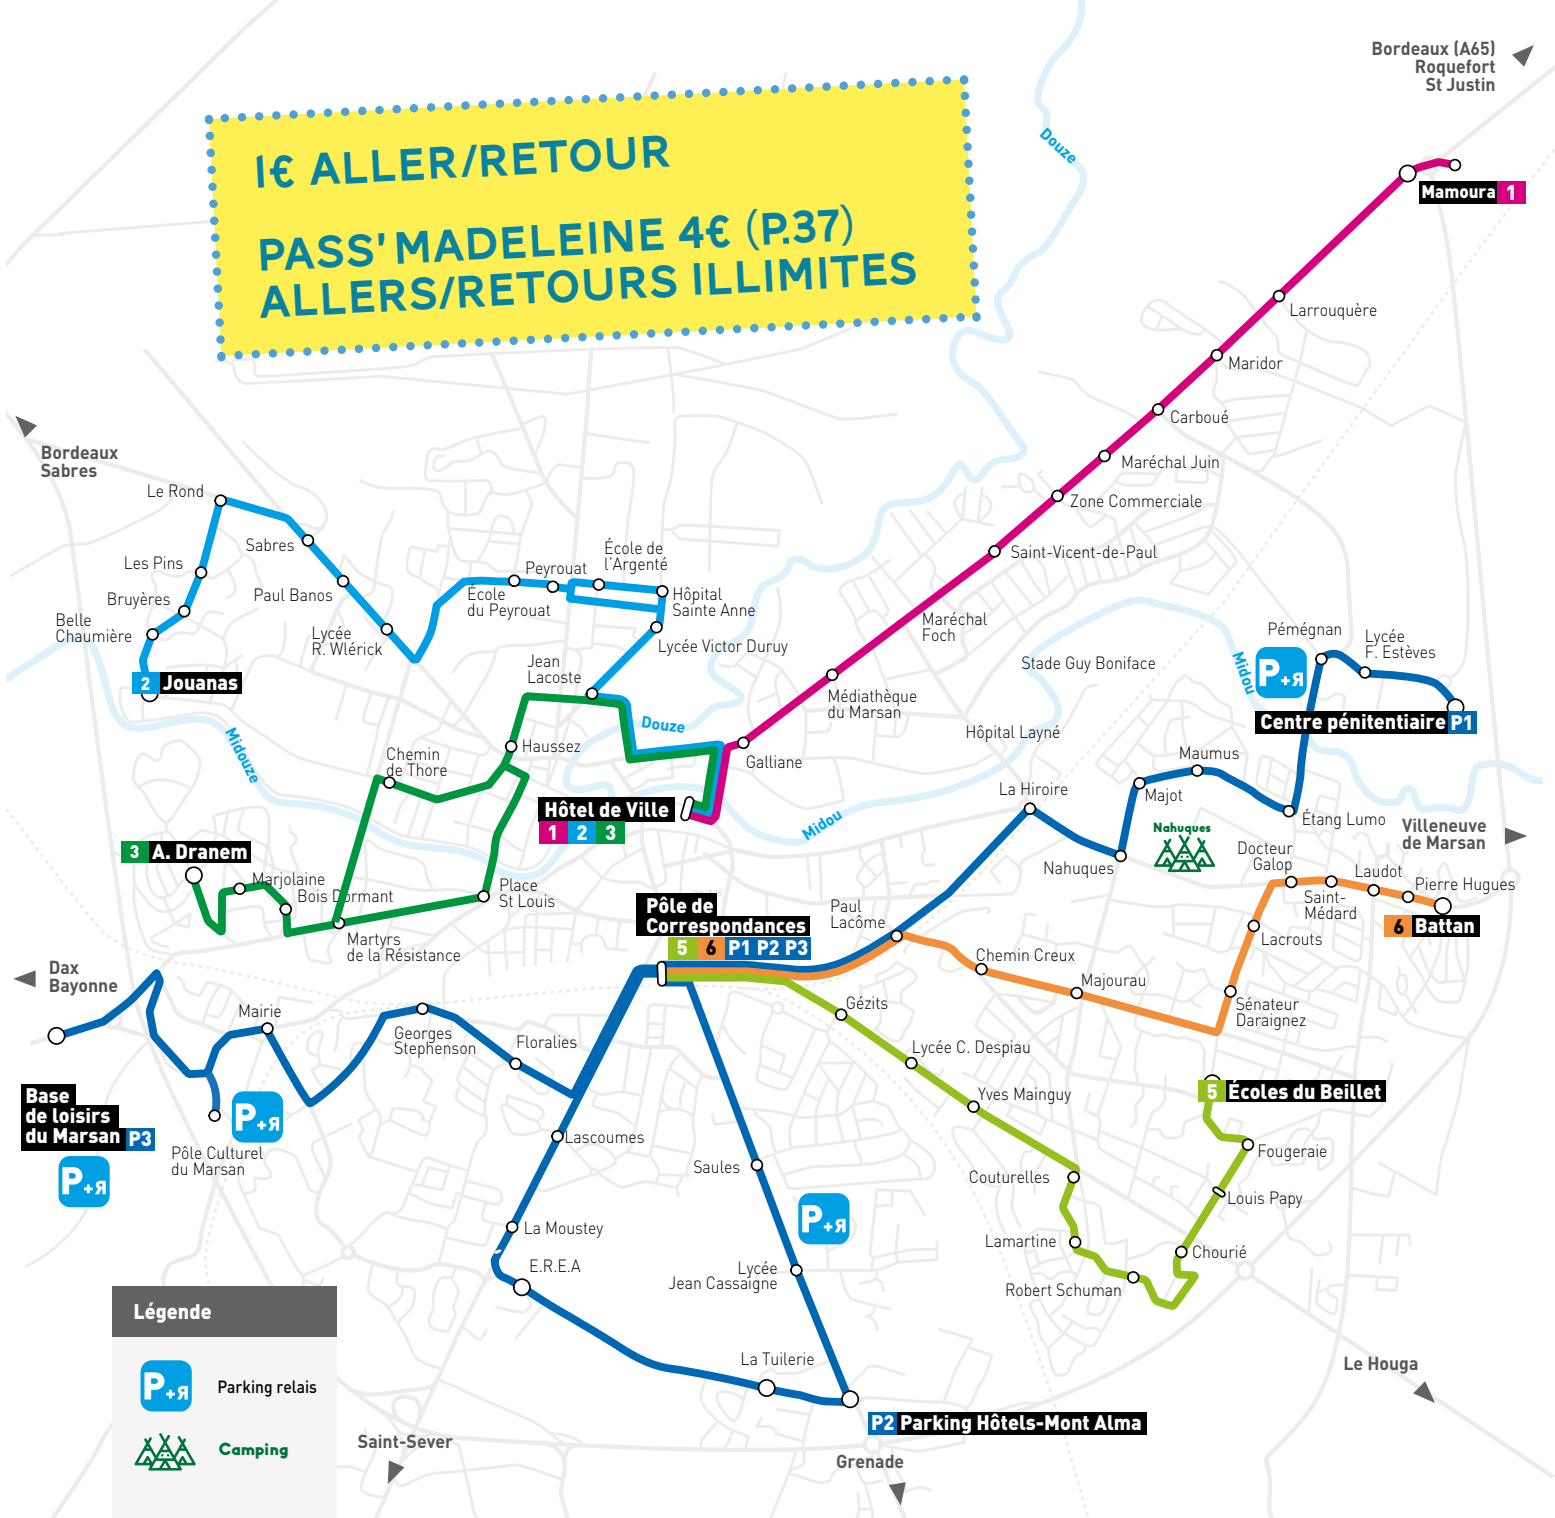 Bordeaux (A65)
Roquefort
St Justin
1€ ALLER/RETOUR
PASS' MADELEINE 4€ (P.37)
ALLERS/RETOURS ILLIMITES
Douze
Mamoura 1
Larrouquère
Maridor
Carboué
Maréchal Juin
Zone Commerciale
Saint-Vicent-de-Paul
Maréchal
Foch
Médiathèque
du Marsan
Galliane
Stade Guy Boniface
Hôpital Layné
Bordeaux
Sabres
Le Rond
Les Pins
Bruyères
Belle
Chaumière
2 Jouanas
Sabres
Paul Banos
Lycée
R. Wlérick
École
du Peyrouat
Peyrouat
École de
l'Argenté
Hôpital
Sainte Anne
Lycée Victor Duruy
Jean
Lacoste
Douze
Midouze
Haussez
Chemin
de Thore
Hôtel de Ville
1 2 3
3 A. Dranem
Marjolaine
Bois Dormant
Martyrs
de la Résistance
Place
St Louis
Midou
Midou
Pémégnan
Lycée
F. Estèves
P+R
Centre pénitentiaire P1
Maumus
Majot
Étang Lumo
La Hiroire
Nahuques
Nahuques
Villeneuve
de Marsan
Docteur
Galop
Saint-
Médard
Laudot
Pierre Hugues
6 Battan
Lacrouts
Sénateur
Daraignez
Paul
Lacôme
Chemin Creux
Majourau
Pôle de
Correspondances
5 6 P1 P2 P3
Gézits
Lycée C. Despiau
Yves Mainguy
Couturelles
Lamartine
Robert Schuman
Chourié
Louis Papy
Fougeraie
5 Écoles du Beillet
Dax
Bayonne
Mairie
Georges
Stephenson
Floralies
Base
de loisirs
du Marsan P3
P+R
P+R
Pôle Culturel
du Marsan
Lascoumes
La Moustey
E.R.E.A
Saules
P+R
Lycée
Jean Cassaigne
La Tuilerie
P2 Parking Hôtels-Mont Alma
Le Houga
Saint-Sever
Grenade
Légende
P+R
Parking relais
Camping